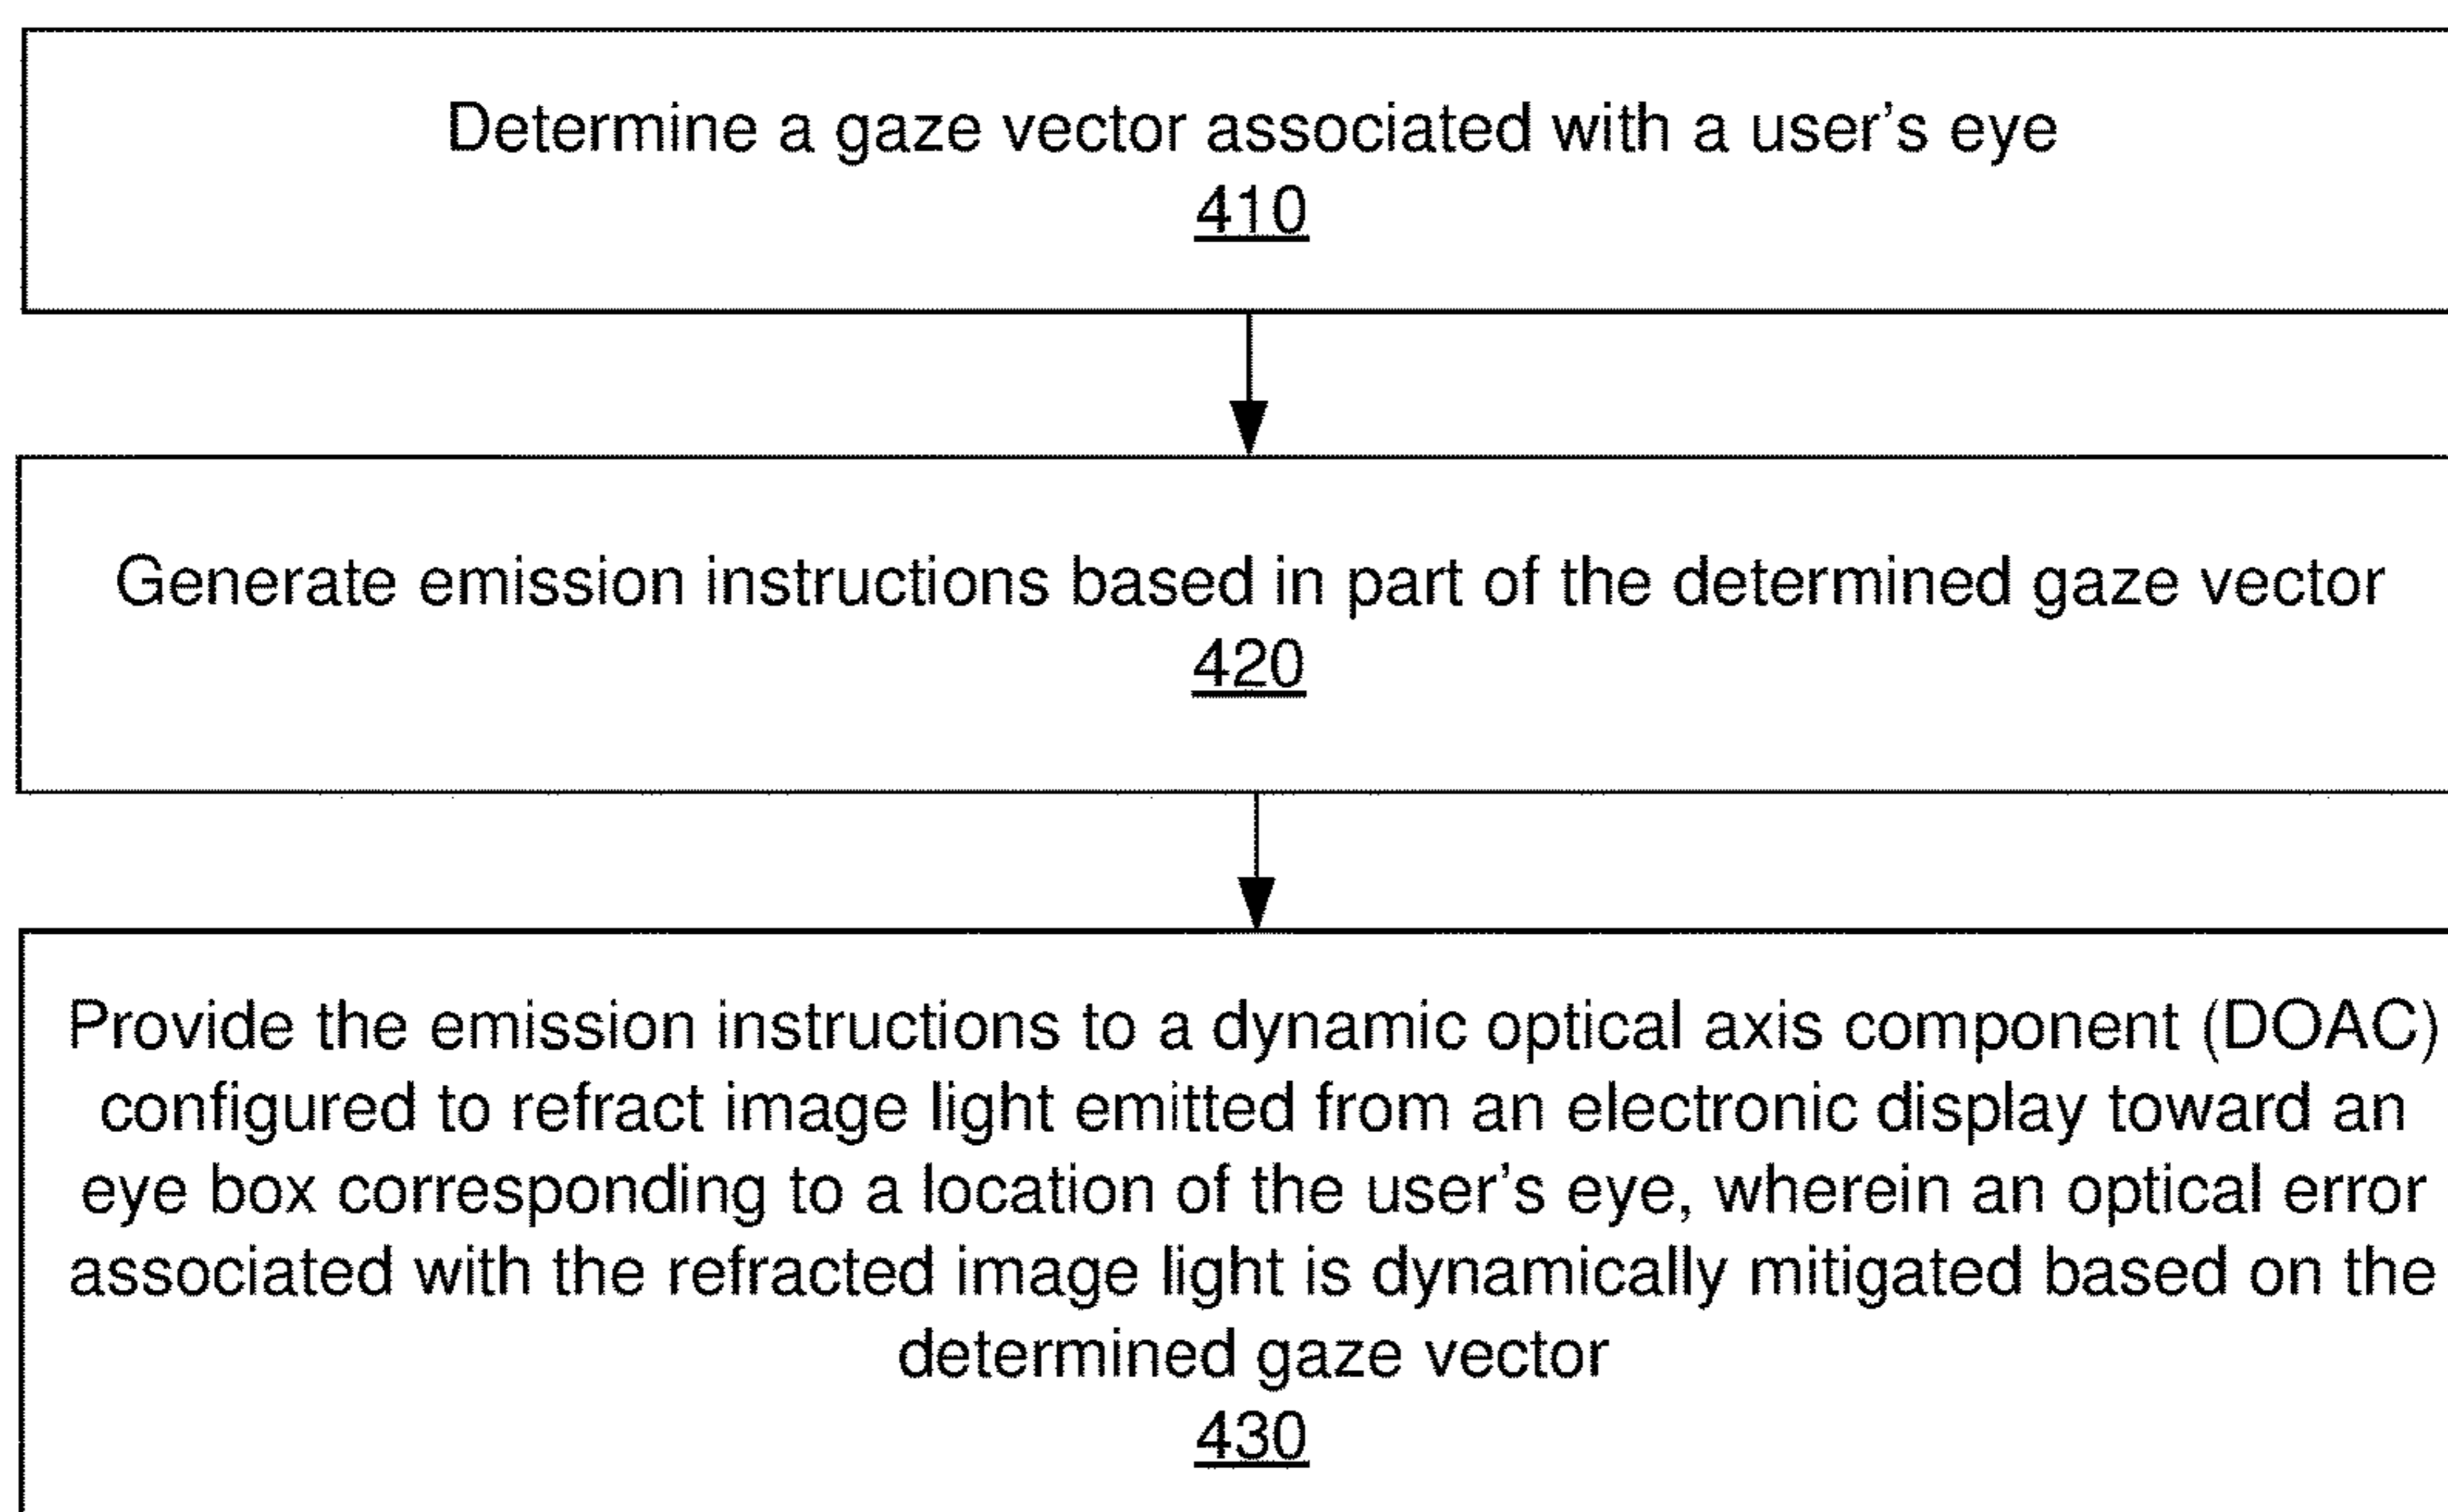 Determine a gaze vector associated with a user's eye
410
Generate emission instructions based in part of the determined gaze vector
420
Provide the emission instructions to a dynamic optical axis component (DOAC)
configured to refract image light emitted from an electronic display toward an
eye box corresponding to a location of the user's eye, wherein an optical error
associated with the refracted image light is dynamically mitigated based on the
determined gaze vector
430